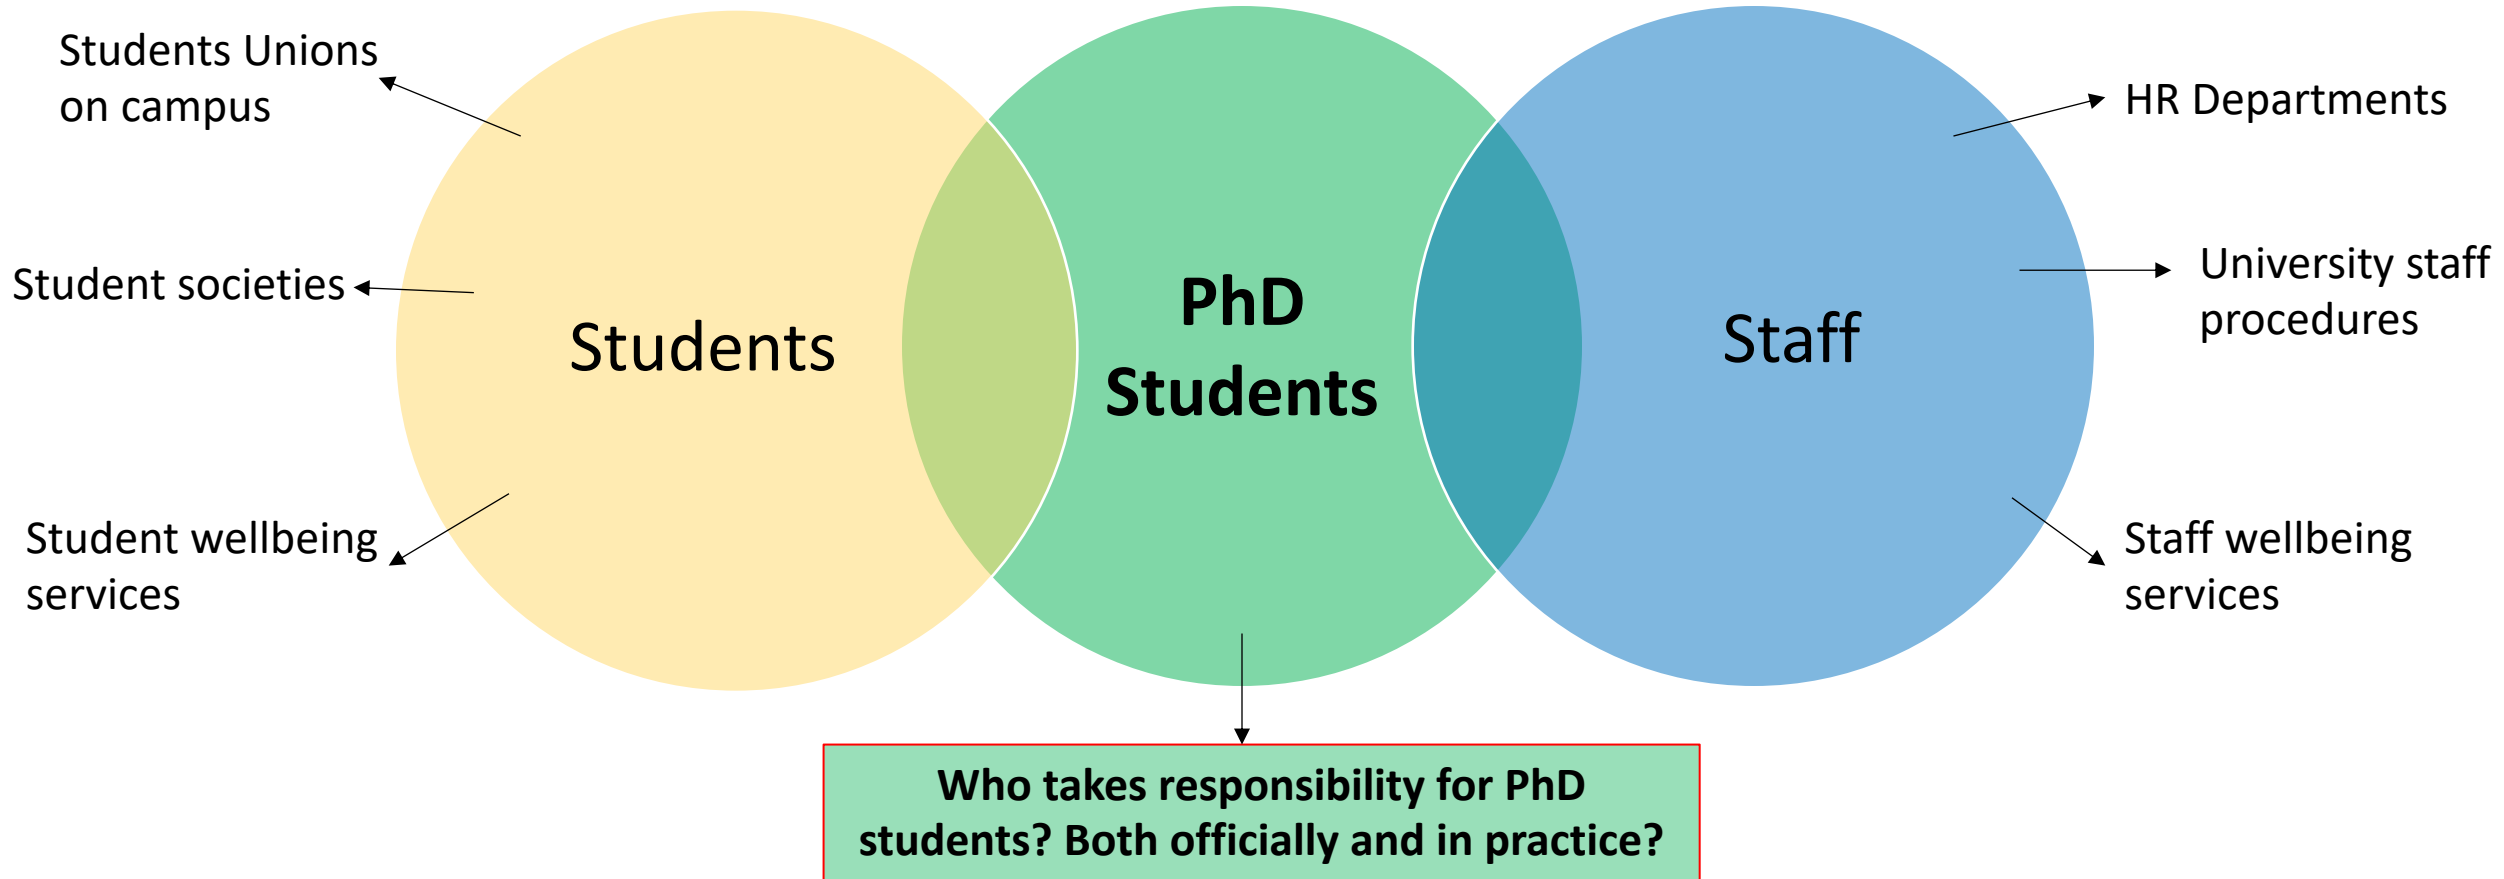 Students Unions
on campus
Student societies
Student wellbeing
services
Students
PhD
Students
Staff
HR Departments
University staff
procedures
Staff wellbeing
services
Who takes responsibility for PhD
students? Both officially and in practice?